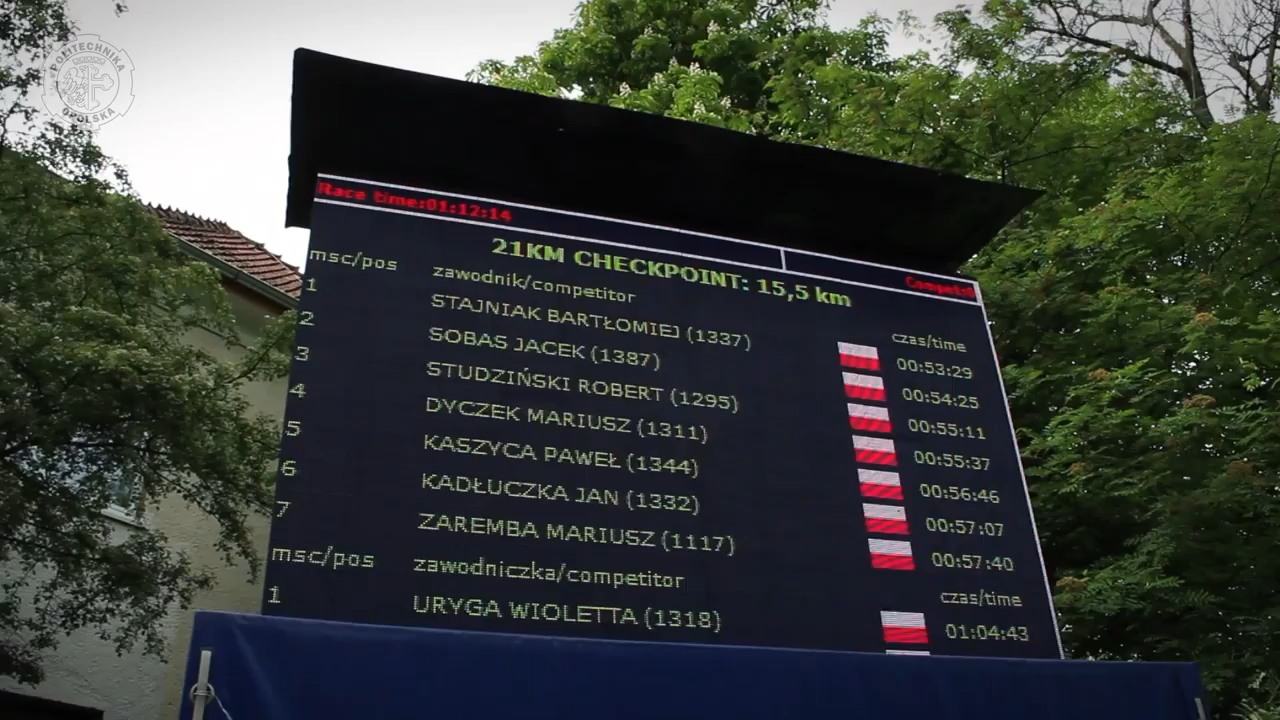 POLITECHNIKA
OPOLSKA
Race time:01:12:14
21KM CHECKPOINT: 15,5 km
msc/pos zawodnik/competitor czas/time
1 STAJNIAK BARTŁOMIEJ (1337) 00:53:29
2 SOBAS JACEK (1387) 00:54:25
3 STUDZIŃSKI ROBERT (1295) 00:55:11
4 DYCZEK MARIUSZ (1311) 00:55:37
5 KASZYCA PAWEŁ (1344) 00:56:46
6 KADŁUCZKA JAN (1332) 00:57:07
7 ZAREMBA MARIUSZ (1117) 00:57:40
msc/pos zawodniczka/competitor czas/time
1 URYGA WIOLETTA (1318) 01:04:43